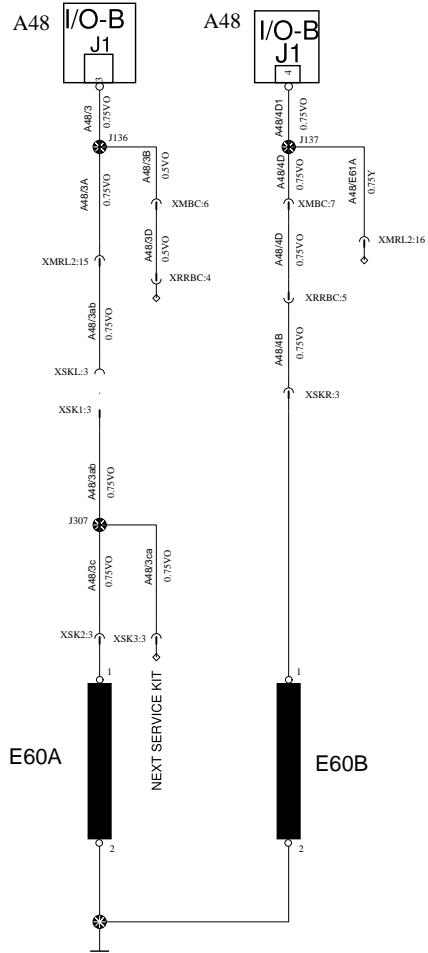 A48
I/O-B
J1
3
A48/3
0.75VO
J136
A48/3A
0.75VO
A48/3B
0.5VO
XMBC:6
A48/3D
0.5VO
XRRBC:4
XMRL2:15
A48/3ab
0.75VO
XSKL:3
XSK1:3
A48/3ab
0.75VO
J307
A48/3c
0.75VO
A48/3ca
0.75VO
XSK2:3
XSK3:3
NEXT SERVICE KIT
1
E60A
2
A48
I/O-B
J1
4
A48/4D1
0.75VO
J137
A48/4D
0.75VO
A48/E61A
0.75Y
XMBC:7
XMRL2:16
A48/4D
0.75VO
XRRBC:5
A48/4B
0.75VO
XSKR:3
1
E60B
2